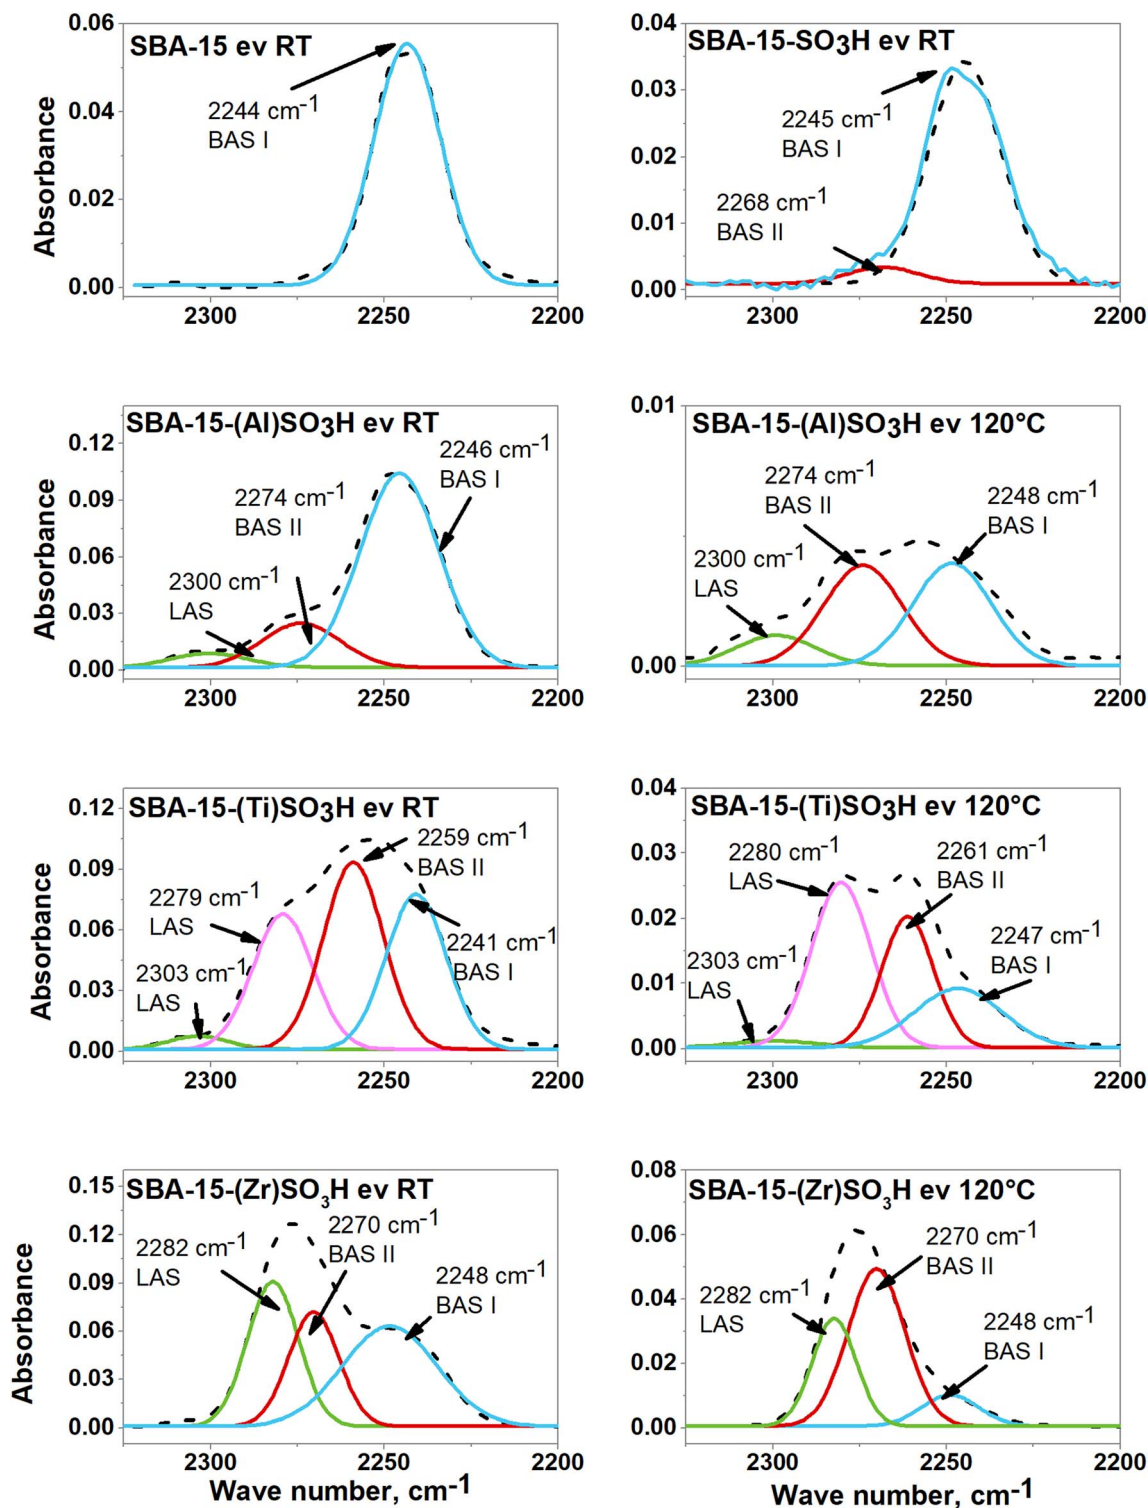 SBA-15 ev RT
0.06
0.04
0.02
0.00
Absorbance
2244 cm-1
BAS I
2300
2250
2200
SBA-15-SO3H ev RT
0.04
0.03
0.02
0.01
0.00
2245 cm-1
BAS I
2268 cm-1
BAS II
2300
2250
2200
SBA-15-(Al)SO3H ev RT
0.12
0.09
0.06
0.03
0.00
Absorbance
2246 cm-1
BAS I
2274 cm-1
BAS II
2300 cm-1
LAS
2300
2250
2200
SBA-15-(Al)SO3H ev 120°C
0.01
0.00
2274 cm-1
BAS II
2248 cm-1
BAS I
2300 cm-1
LAS
2300
2250
2200
SBA-15-(Ti)SO3H ev RT
0.12
0.09
0.06
0.03
0.00
Absorbance
2259 cm-1
BAS II
2279 cm-1
LAS
2241 cm-1
BAS I
2303 cm-1
LAS
2300
2250
2200
SBA-15-(Ti)SO3H ev 120°C
0.04
0.03
0.02
0.01
0.00
2280 cm-1
LAS
2261 cm-1
BAS II
2247 cm-1
BAS I
2303 cm-1
LAS
2300
2250
2200
SBA-15-(Zr)SO3H ev RT
0.15
0.12
0.09
0.06
0.03
0.00
Absorbance
2270 cm-1
BAS II
2282 cm-1
LAS
2248 cm-1
BAS I
2300
2250
2200
Wave number, cm-1
SBA-15-(Zr)SO3H ev 120°C
0.08
0.06
0.04
0.02
0.00
2270 cm-1
BAS II
2282 cm-1
LAS
2248 cm-1
BAS I
2300
2250
2200
Wave number, cm-1